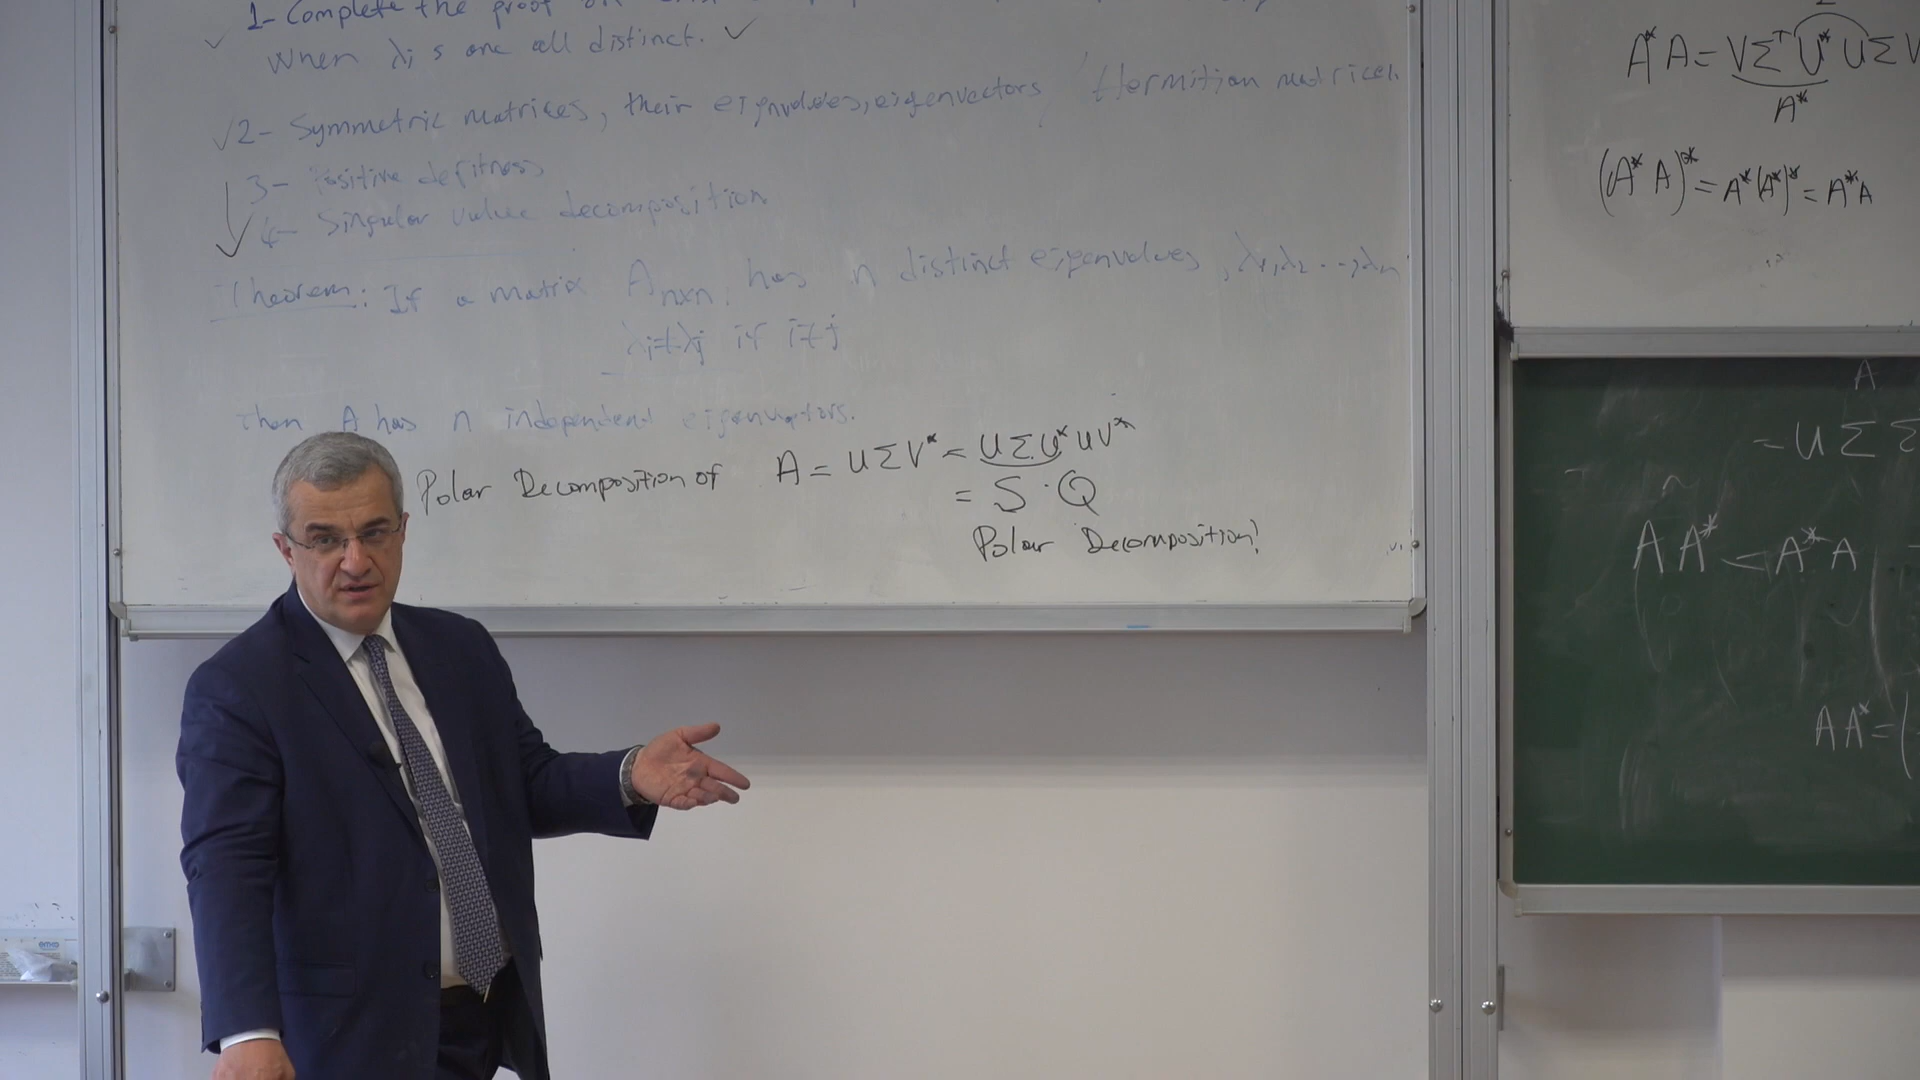 1- Complete the proof
when λi s are all distinct.
2- Symmetric matrices, their eigenvalues, eigenvectors, Hermitian matrices.
3- Positive defitness
4- Singular value decomposition
Theorem: If a matrix Anxn, has n distinct eigenvalues, λ1, λ2 ..., λn
λi≠λj if i≠j
Then A has n independent eigenvectors.
Polar Decomposition of A = UΣV* = UΣU*UV*
= S·Q
Polar Decomposition!
A*A = VΣᵀU*UΣV
A*
(A*A)* = A*(A*)* = A*A
A
= UΣΣ
AA* = A*A
AA* = (